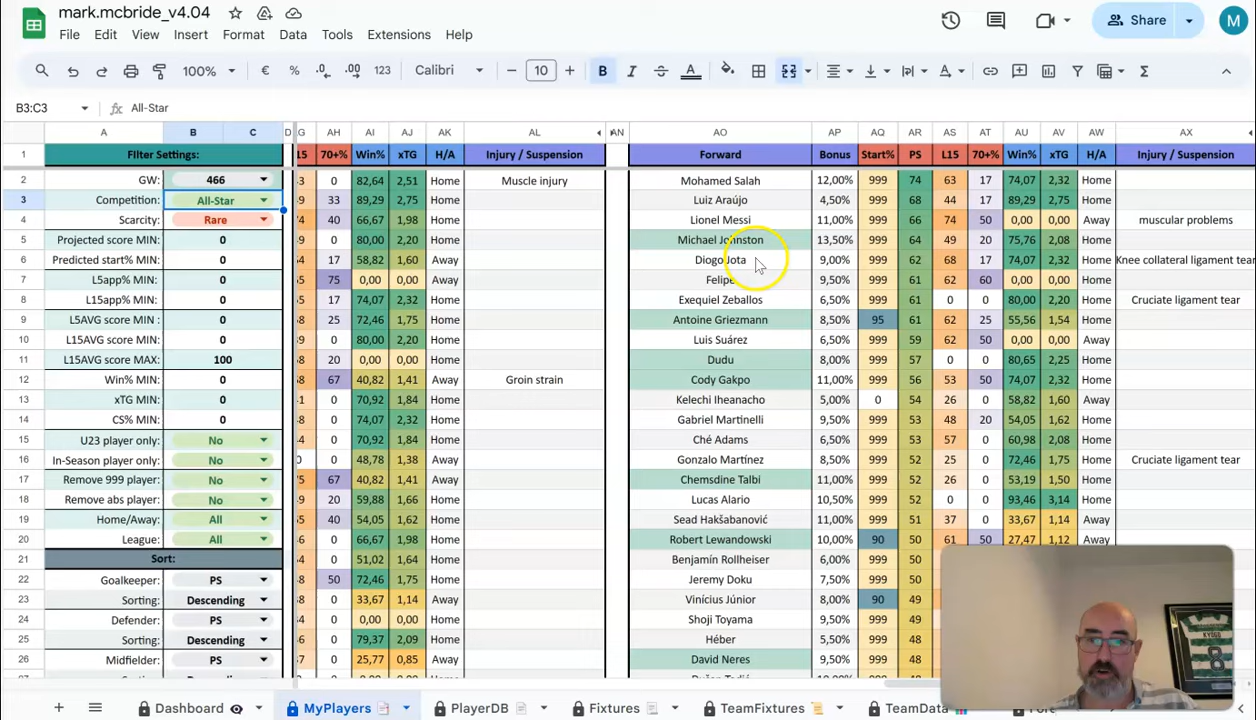 mark.mcbride_v4.04
File Edit View Insert Format Data Tools Extensions Help
Share M
100% € % .0 .00 123 Calibri 10 B I A
B3:C3 All-Star
A B C D G AH AI AJ AK AL AN AO AP AQ AR AS AT AU AV AW AX
1 Filter Settings: 15 70+% Win% xTG H/A Injury / Suspension Forward Bonus Start% PS L15 70+% Win% xTG H/A Injury / Suspension
2 GW: 466 3 0 82,64 2,51 Home Muscle injury Mohamed Salah 12,00% 999 74 63 17 74,07 2,32 Home
3 Competition: All-Star 9 33 89,29 2,75 Home Luiz Araújo 4,50% 999 68 44 17 89,29 2,75 Home
4 Scarcity: Rare 4 40 66,67 1,98 Home Lionel Messi 11,00% 999 66 74 50 0,00 0,00 Away muscular problems
5 Projected score MIN: 0 9 0 80,00 2,20 Home Michael Johnston 13,50% 999 64 49 20 75,76 2,08 Home
6 Predicted start% MIN: 0 4 17 58,82 1,60 Away Diogo Jota 9,00% 999 62 68 17 74,07 2,32 Home Knee collateral ligament tear
7 L5app% MIN: 0 5 75 0,00 0,00 Away Felipe 9,50% 999 61 62 60 0,00 0,00 Home
8 L15app% MIN: 0 5 17 74,07 2,32 Home Exequiel Zeballos 6,50% 999 61 0 0 80,00 2,20 Home Cruciate ligament tear
9 L5AVG score MIN : 0 8 25 72,46 1,75 Home Antoine Griezmann 8,50% 95 61 62 25 55,56 1,54 Home
10 L15AVG score MIN: 0 9 0 80,00 2,20 Home Luis Suárez 9,50% 999 59 62 50 0,00 0,00 Away
11 L15AVG score MAX: 100 8 20 0,00 0,00 Home Dudu 8,00% 999 57 0 0 80,65 2,25 Home
12 Win% MIN: 0 8 67 40,82 1,41 Away Groin strain Cody Gakpo 11,00% 999 56 53 50 74,07 2,32 Home
13 xTG MIN: 0 1 0 70,92 1,84 Home Kelechi Iheanacho 5,00% 0 54 26 0 58,82 1,60 Away
14 CS% MIN: 0 8 0 74,07 2,32 Home Gabriel Martinelli 9,50% 999 53 48 20 54,05 1,62 Home
15 U23 player only: No 4 0 70,92 1,84 Home Ché Adams 6,50% 999 53 57 0 60,98 2,08 Home
16 In-Season player only: No 0 0 48,78 1,38 Away Gonzalo Martínez 8,50% 999 53 25 0 72,46 1,75 Home Cruciate ligament tear
17 Remove 999 player: No 5 67 40,82 1,41 Away Chemsdine Talbi 11,00% 999 52 26 0 53,19 1,50 Home
18 Remove abs player: No 9 20 59,88 1,66 Home Lucas Alario 10,50% 999 52 0 0 93,46 3,14 Home
19 Home/Away: All 5 40 54,05 1,62 Home Sead Hakšabanović 11,00% 999 51 37 0 33,67 1,14 Away
20 League: All 6 0 66,67 1,98 Home Robert Lewandowski 10,00% 90 50 61 50 27,47 1,12 Away
21 Sort: 4 0 51,02 1,64 Home Benjamín Rollheiser 9,00% 999 50
22 Goalkeeper: PS 8 50 72,46 1,75 Home Jeremy Doku 7,50% 999 50
23 Sorting: Descending 8 0 33,67 1,14 Away Vinícius Júnior 8,00% 90 49
24 Defender: PS 4 0 0,00 0,00 Away Shoji Toyama 9,00% 999 49
25 Sorting: Descending 6 0 79,37 2,09 Home Héber 5,50% 999 48
26 Midfielder: PS 7 0 25,77 0,85 Away David Neres 9,50% 999 48
Dashboard MyPlayers PlayerDB Fixtures TeamFixtures TeamData
KYOGO
8